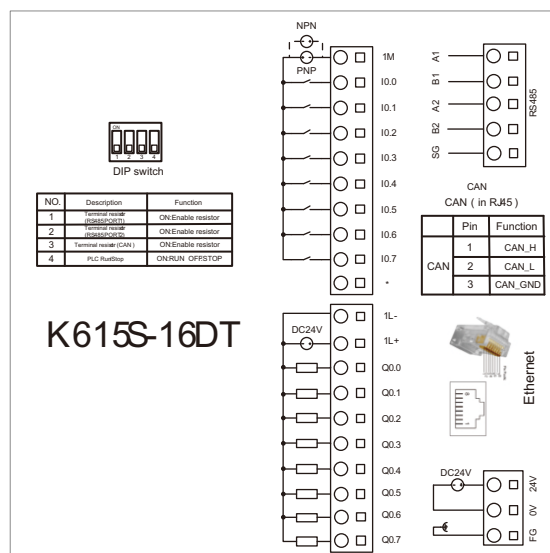 NPN
PNP
1M
I0.0
I0.1
I0.2
I0.3
I0.4
I0.5
I0.6
I0.7
*
A1
B1
A2
B2
SG
RS485
ON
1 2 3 4
DIP switch
NO. Description Function
1 Terminal resistr (RS485PORT1) ON:Enable resistor
2 Terminal resistr (RS485PORT2) ON:Enable resistor
3 Terminal resistr (CAN) ON:Enable resistor
4 PLC Run/Stop ON:RUN OFF:STOP
CAN
CAN ( in RJ45 )
Pin Function
CAN
1 CAN_H
2 CAN_L
3 CAN_GND
K615S-16DT
DC24V
1L-
1L+
Q0.0
Q0.1
Q0.2
Q0.3
Q0.4
Q0.5
Q0.6
Q0.7
Ethernet
DC24V
24V
0V
FG